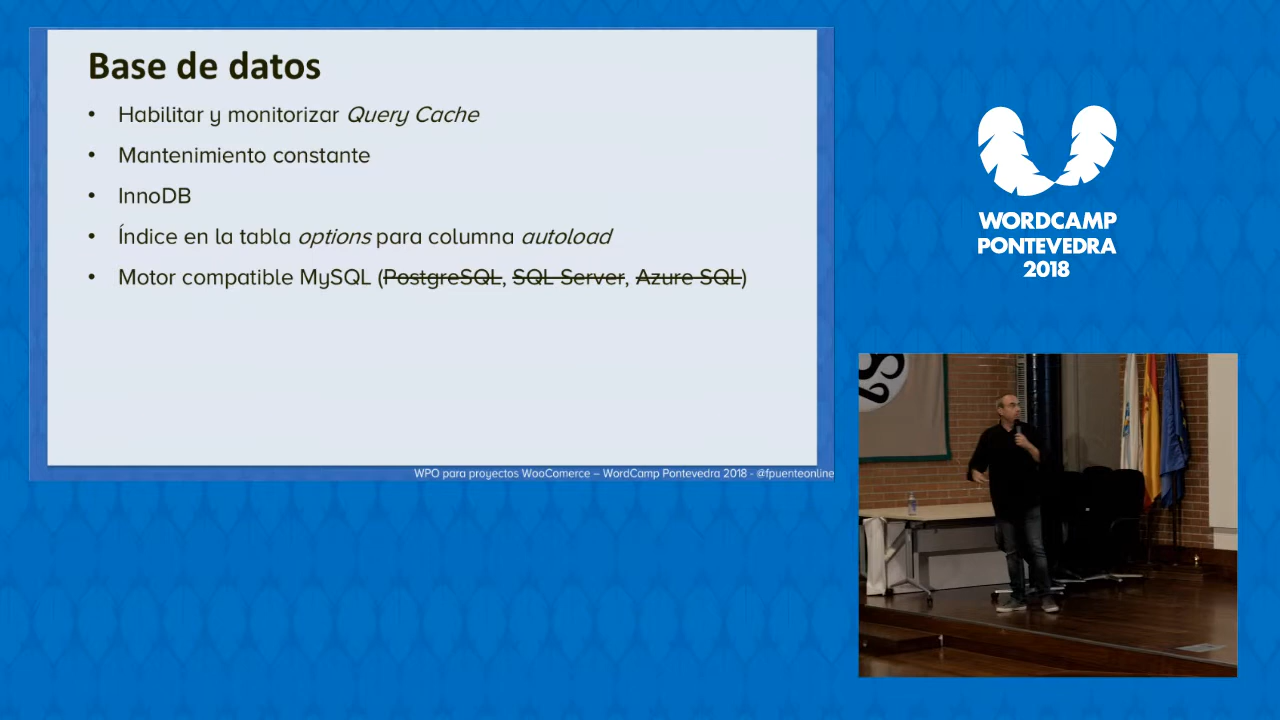 Base de datos
• Habilitar y monitorizar Query Cache
• Mantenimiento constante
• InnoDB
• Índice en la tabla options para columna autoload
• Motor compatible MySQL (PostgreSQL, SQL Server, Azure SQL)
WPO para proyectos WooComerce – WordCamp Pontevedra 2018 - @fpuenteonline
WORDCAMP
PONTEVEDRA
2018